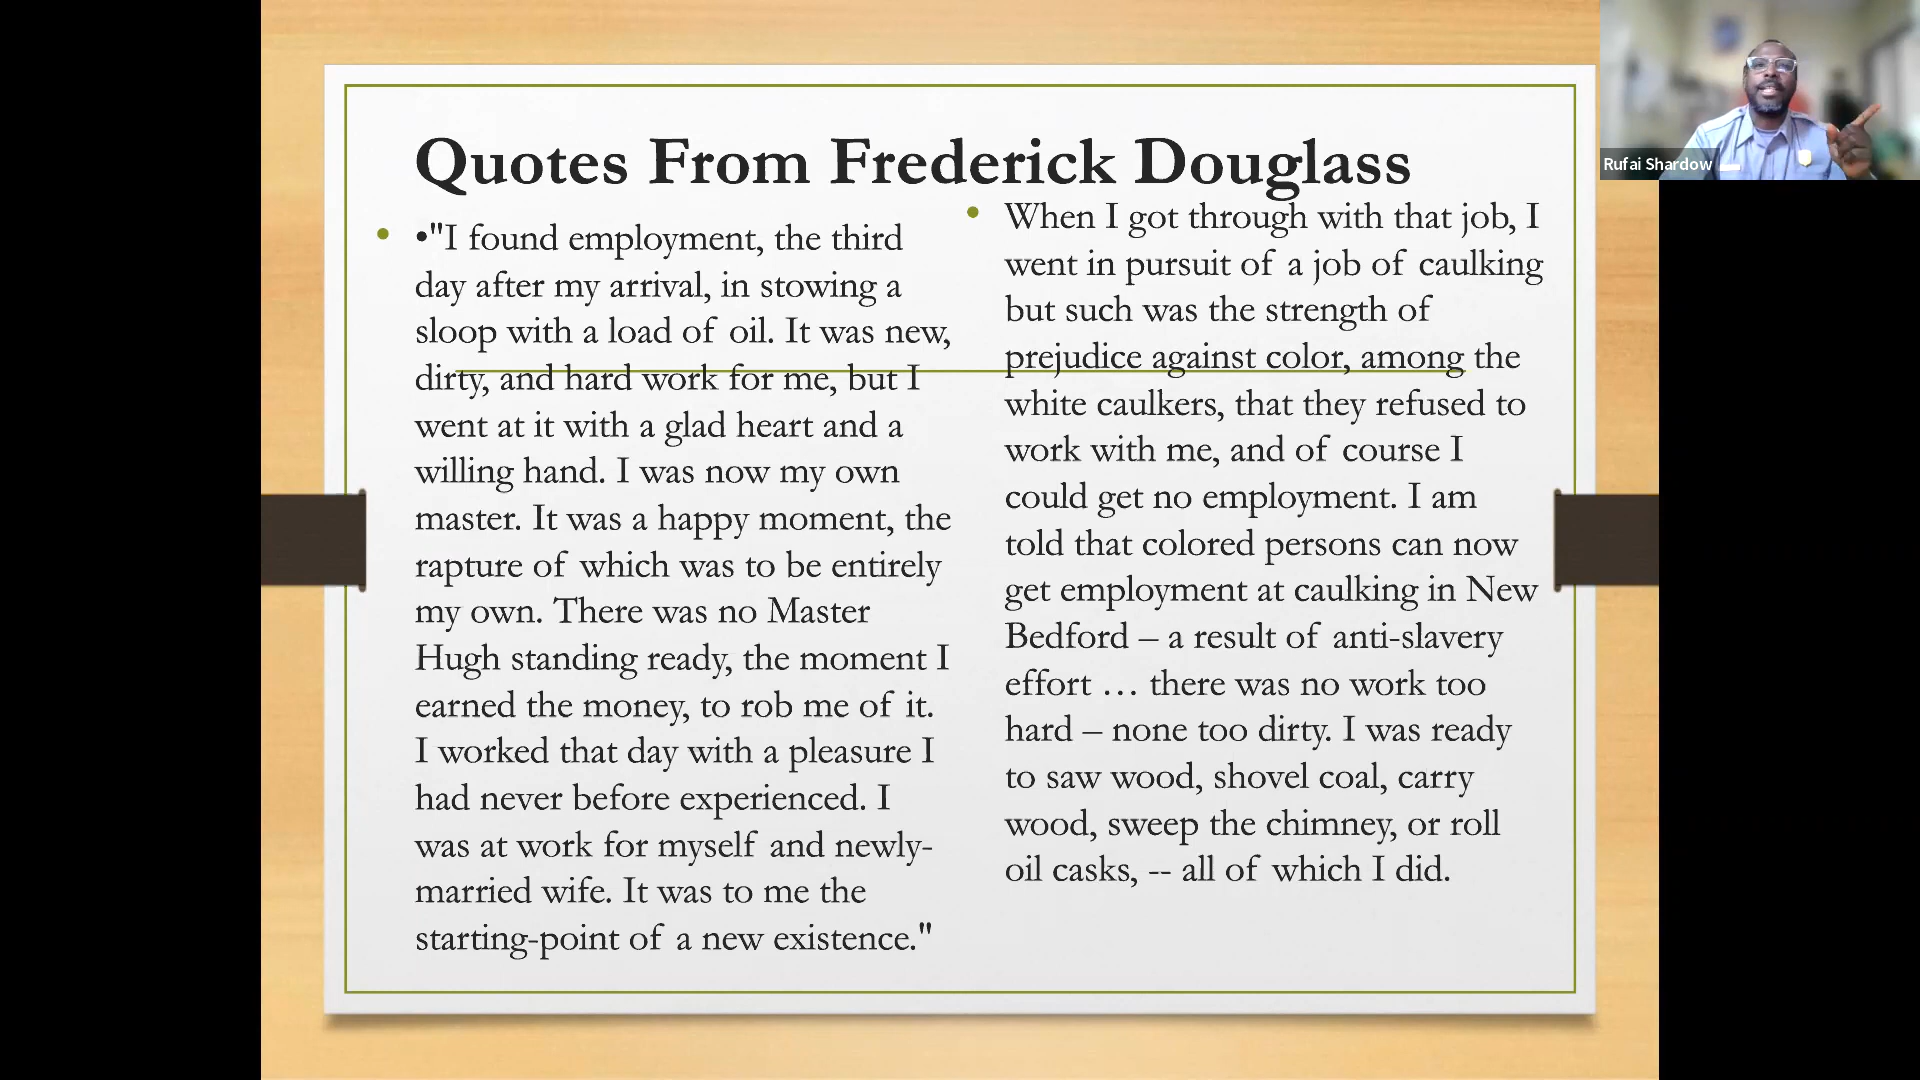 Quotes From Frederick Douglass
•"I found employment, the third
day after my arrival, in stowing a
sloop with a load of oil. It was new,
dirty, and hard work for me, but I
went at it with a glad heart and a
willing hand. I was now my own
master. It was a happy moment, the
rapture of which was to be entirely
my own. There was no Master
Hugh standing ready, the moment I
earned the money, to rob me of it.
I worked that day with a pleasure I
had never before experienced. I
was at work for myself and newly-
married wife. It was to me the
starting-point of a new existence."
When I got through with that job, I
went in pursuit of a job of caulking
but such was the strength of
prejudice against color, among the
white caulkers, that they refused to
work with me, and of course I
could get no employment. I am
told that colored persons can now
get employment at caulking in New
Bedford – a result of anti-slavery
effort … there was no work too
hard – none too dirty. I was ready
to saw wood, shovel coal, carry
wood, sweep the chimney, or roll
oil casks, -- all of which I did.
Rufai Shardow